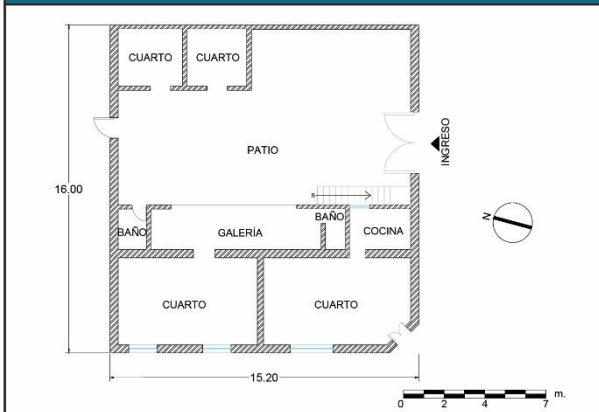 CUARTO CUARTO
PATIO
INGRESO
16.00
S
BAÑO GALERÍA BAÑO COCINA
N
CUARTO CUARTO
15.20
0 2 4 7 m.